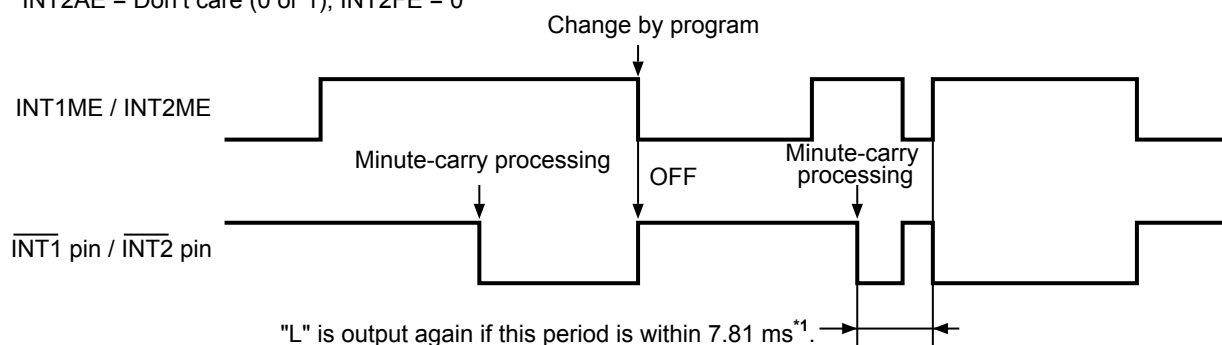 INT2AE = Don't care (0 or 1), INT2FE = 0
Change by program
INT1ME / INT2ME
Minute-carry processing
OFF
Minute-carry
processing
INT1 pin / INT2 pin
"L" is output again if this period is within 7.81 ms*1.